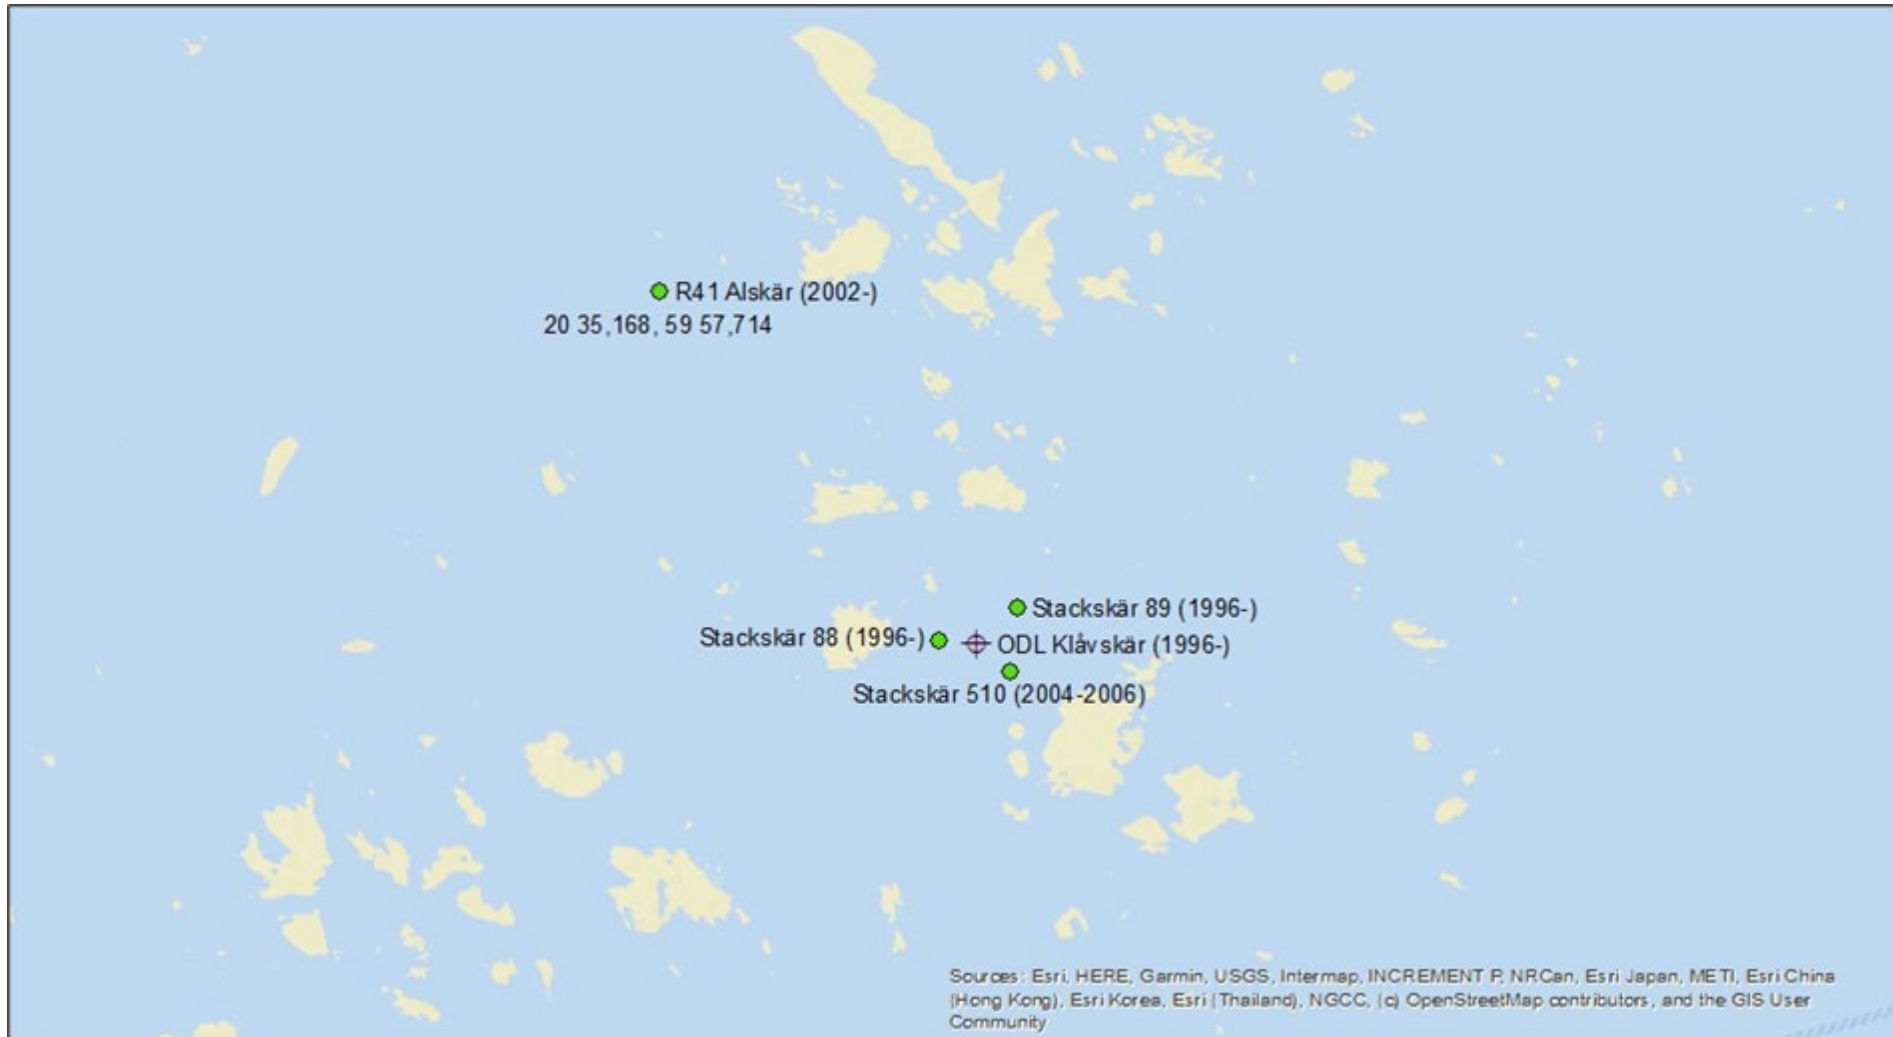 R41 Alskär (2002-)
20 35,168, 59 57,714
Stackskär 89 (1996-)
Stackskär 88 (1996-)
ODL Klåvskär (1996-)
Stackskär 510 (2004-2006)
Sources: Esri, HERE, Garmin, USGS, Intermap, INCREMENT P, NRCan, Esri Japan, METI, Esri China
(Hong Kong), Esri Korea, Esri (Thailand), NGCC, (c) OpenStreetMap contributors, and the GIS User
Community